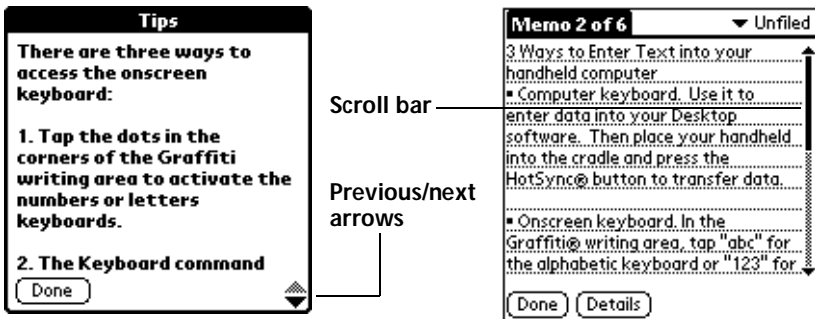 Tips
There are three ways to
access the onscreen
keyboard:
1. Tap the dots in the
corners of the Graffiti
writing area to activate the
numbers or letters
keyboards.
2. The Keyboard command
Done
Scroll bar
Previous/next
arrows
Memo 2 of 6
Unfiled
3 Ways to Enter Text into your
handheld computer
▪ Computer keyboard. Use it to
enter data into your Desktop
software. Then place your handheld
into the cradle and press the
HotSync® button to transfer data.
▪ Onscreen keyboard. In the
Graffiti® writing area, tap "abc" for
the alphabetic keyboard or "123" for
Done
Details